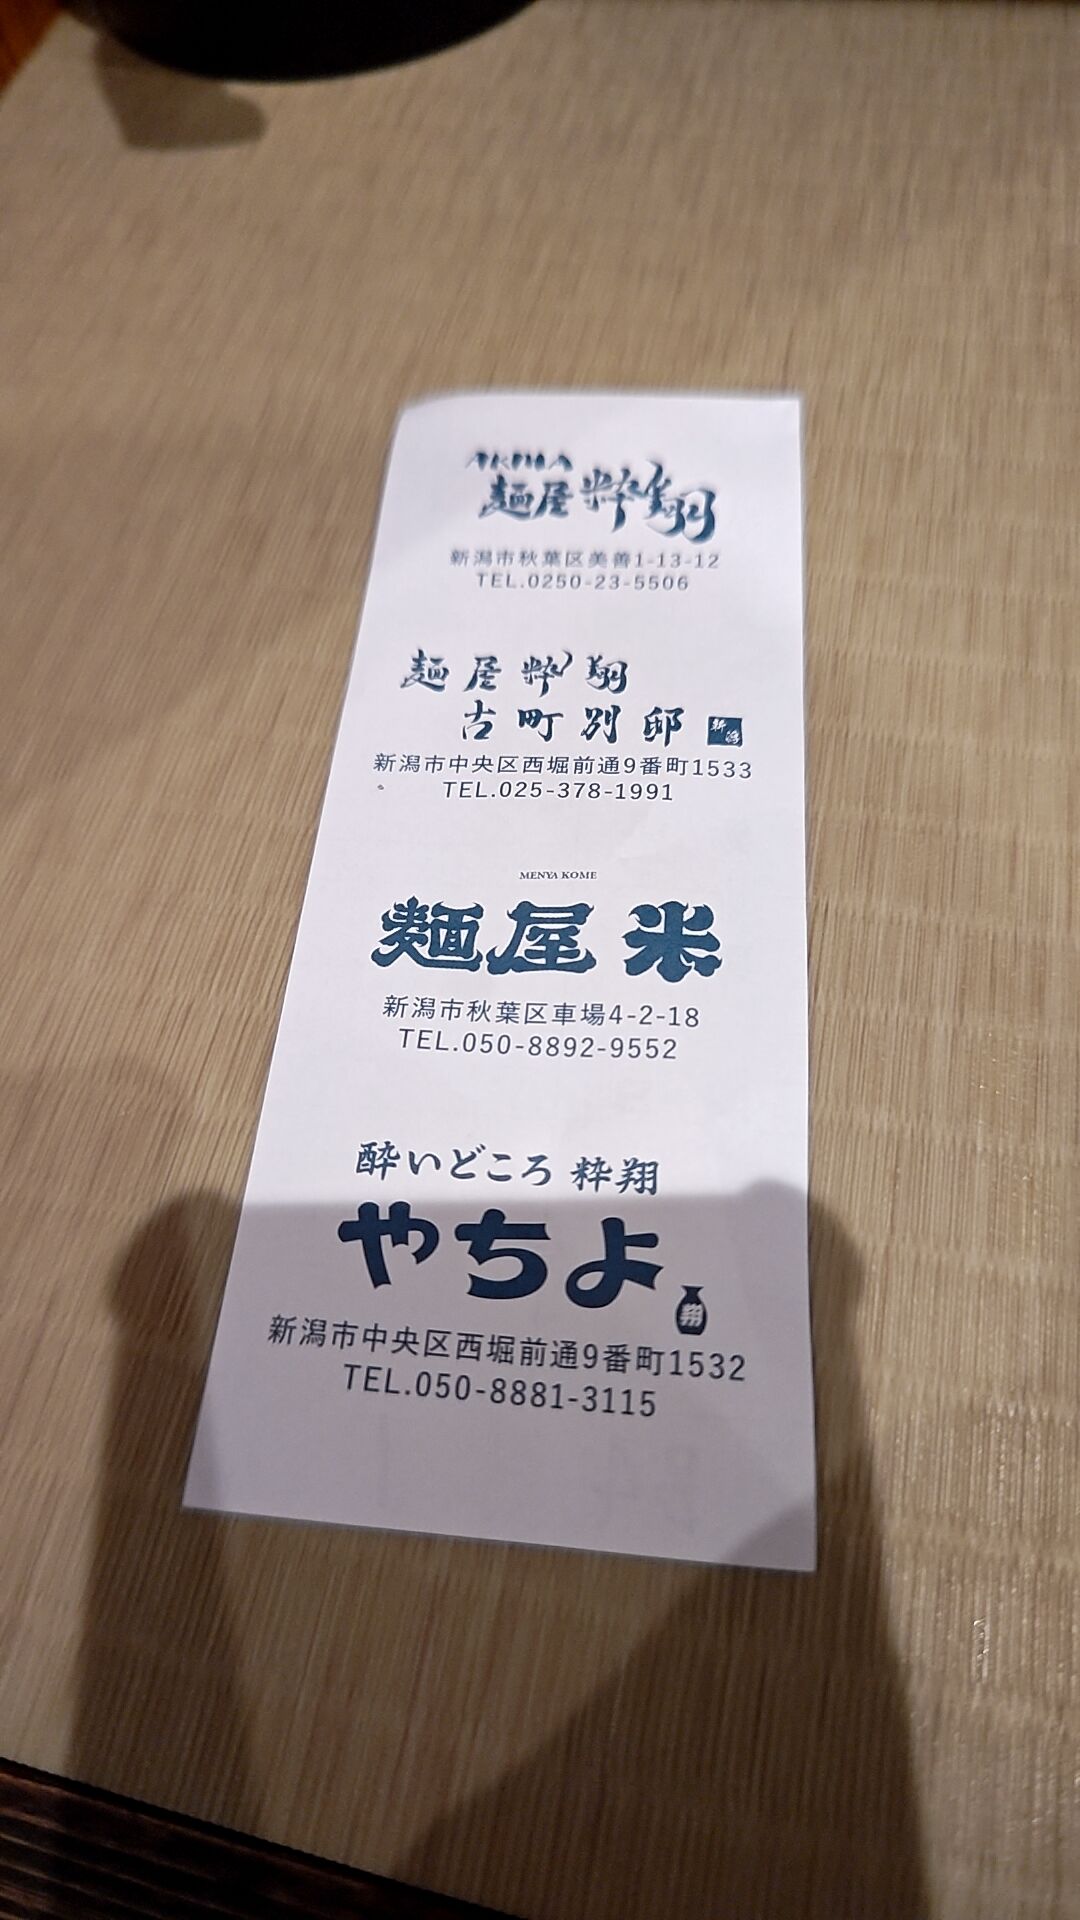 AKIHA
麺屋 粋翔
新潟市秋葉区美善1-13-12
TEL.0250-23-5506
麺屋粋翔
古町別邸 新潟
新潟市中央区西堀前通9番町1533
TEL.025-378-1991
MENYA KOME
麺屋 米
新潟市秋葉区車場4-2-18
TEL.050-8892-9552
酔いどころ 粋翔
やちよ 翔
新潟市中央区西堀前通9番町1532
TEL.050-8881-3115